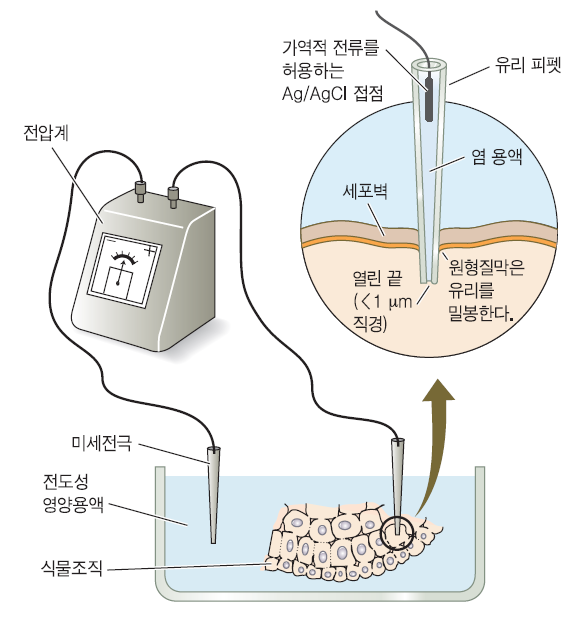 가역적 전류를
허용하는
Ag/AgCl 접점
유리 피펫
전압계
염 용액
세포벽
열린 끝
(<1 μm
직경)
원형질막은
유리를
밀봉한다.
미세전극
전도성
영양용액
식물조직